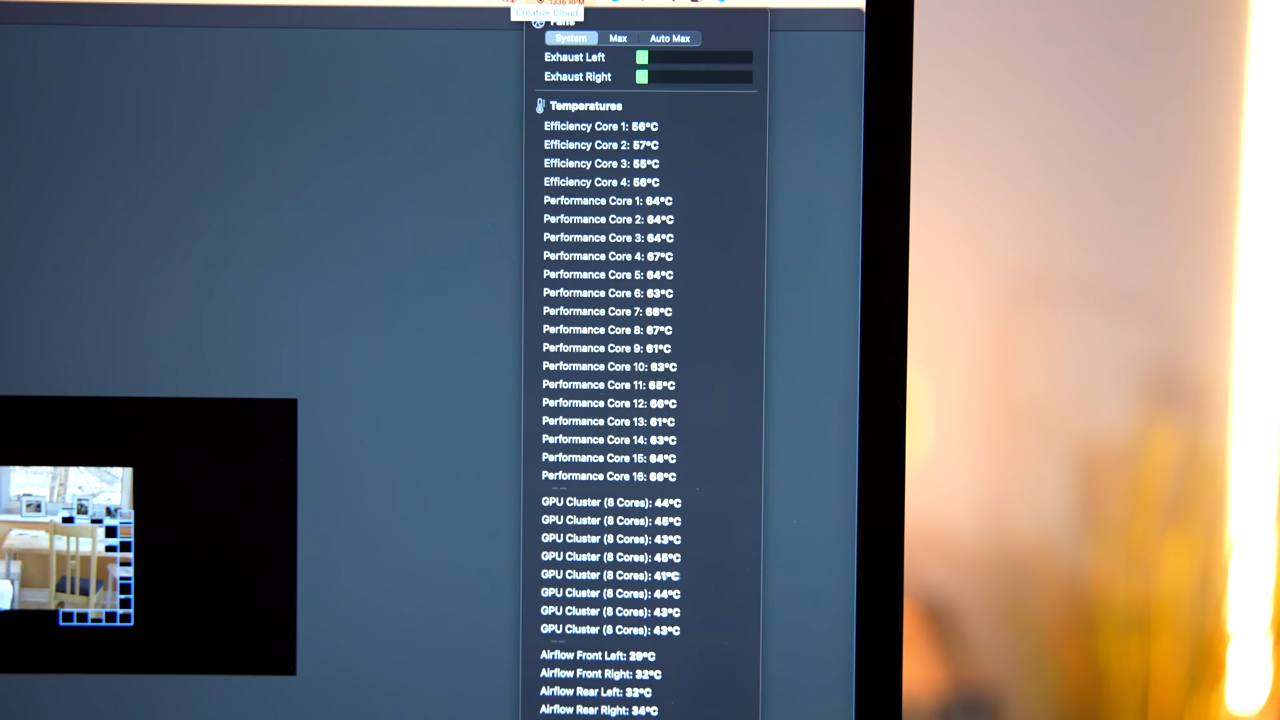 1336 RPM
Creative Cloud
Fans
System Max Auto Max
Exhaust Left
Exhaust Right
Temperatures
Efficiency Core 1: 56°C
Efficiency Core 2: 57°C
Efficiency Core 3: 55°C
Efficiency Core 4: 56°C
Performance Core 1: 64°C
Performance Core 2: 64°C
Performance Core 3: 64°C
Performance Core 4: 67°C
Performance Core 5: 64°C
Performance Core 6: 63°C
Performance Core 7: 66°C
Performance Core 8: 67°C
Performance Core 9: 61°C
Performance Core 10: 63°C
Performance Core 11: 65°C
Performance Core 12: 66°C
Performance Core 13: 61°C
Performance Core 14: 63°C
Performance Core 15: 64°C
Performance Core 16: 66°C
GPU Cluster (8 Cores): 44°C
GPU Cluster (8 Cores): 45°C
GPU Cluster (8 Cores): 43°C
GPU Cluster (8 Cores): 45°C
GPU Cluster (8 Cores): 41°C
GPU Cluster (8 Cores): 44°C
GPU Cluster (8 Cores): 43°C
GPU Cluster (8 Cores): 43°C
Airflow Front Left: 29°C
Airflow Front Right: 32°C
Airflow Rear Left: 32°C
Airflow Rear Right: 34°C